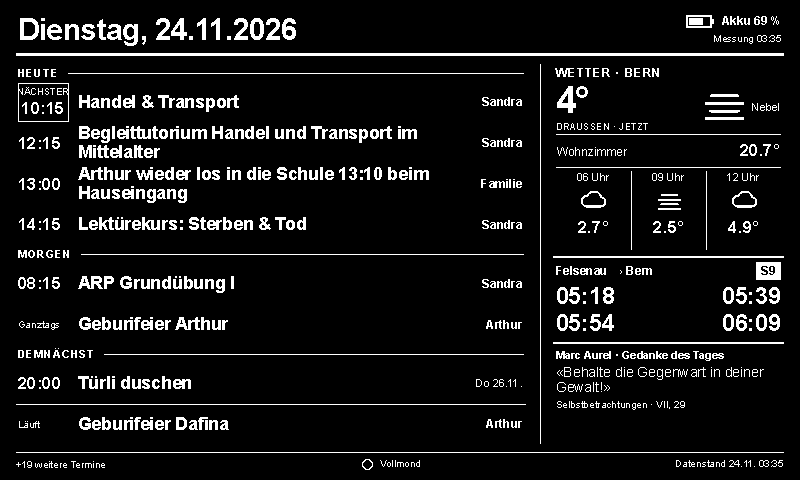 Dienstag, 24.11.2026
Akku 69 %
Messung 03:35
HEUTE
NÄCHSTER
10:15 Handel & Transport Sandra
12:15 Begleittutorium Handel und Transport im Mittelalter Sandra
13:00 Arthur wieder los in die Schule 13:10 beim Hauseingang Familie
14:15 Lektürekurs: Sterben & Tod Sandra
MORGEN
08:15 ARP Grundübung I Sandra
Ganztags Geburifeier Arthur Arthur
DEMNÄCHST
20:00 Türli duschen Do 26.11.
Läuft Geburifeier Dafina Arthur
WETTER · BERN
4°
Nebel
DRAUSSEN · JETZT
Wohnzimmer 20.7°
06 Uhr 09 Uhr 12 Uhr
2.7° 2.5° 4.9°
Felsenau › Bern S9
05:18 05:39
05:54 06:09
Marc Aurel · Gedanke des Tages
«Behalte die Gegenwart in deiner
Gewalt!»
Selbstbetrachtungen · VII, 29
+19 weitere Termine
Vollmond
Datenstand 24.11. 03:35